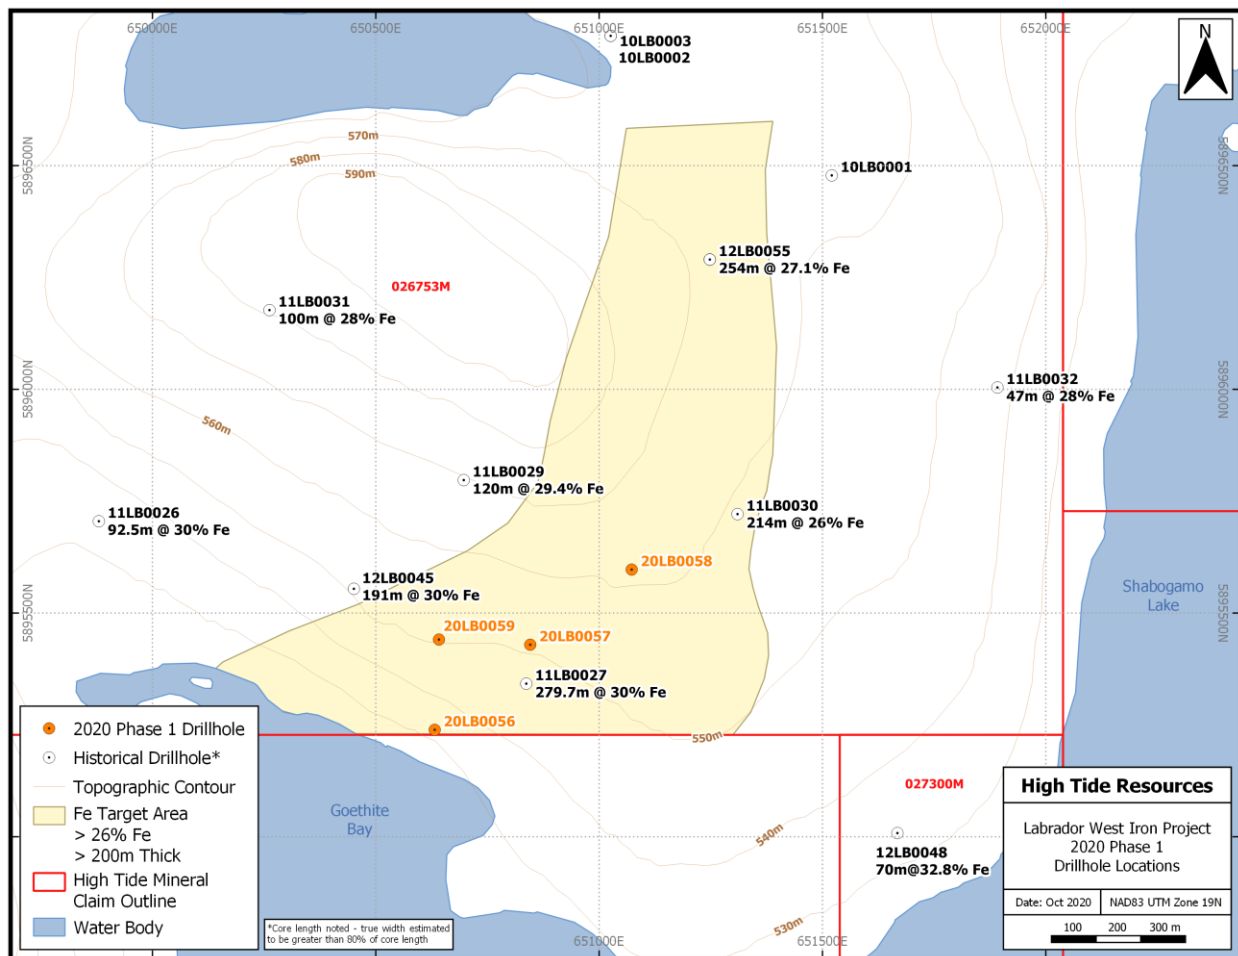 650000E
650500E
651000E
651500E
652000E
N
10LB0003
10LB0002
570m
580m
590m
5896500N
5896500N
10LB0001
12LB0055
254m @ 27.1% Fe
026753M
11LB0031
100m @ 28% Fe
5896000N
5896000N
11LB0032
47m @ 28% Fe
560m
11LB0029
120m @ 29.4% Fe
11LB0026
92.5m @ 30% Fe
11LB0030
214m @ 26% Fe
20LB0058
12LB0045
191m @ 30% Fe
Shabogamo
Lake
5895500N
5895500N
20LB0059
20LB0057
11LB0027
279.7m @ 30% Fe
20LB0056
550m
2020 Phase 1 Drillhole
Historical Drillhole*
Topographic Contour
Fe Target Area
> 26% Fe
> 200m Thick
High Tide Mineral
Claim Outline
Water Body
Goethite
Bay
*Core length noted - true width estimated
to be greater than 80% of core length
027300M
540m
12LB0048
70m@32.8% Fe
530m
651000E
651500E
High Tide Resources
Labrador West Iron Project
2020 Phase 1
Drillhole Locations
Date: Oct 2020
NAD83 UTM Zone 19N
100 200 300 m